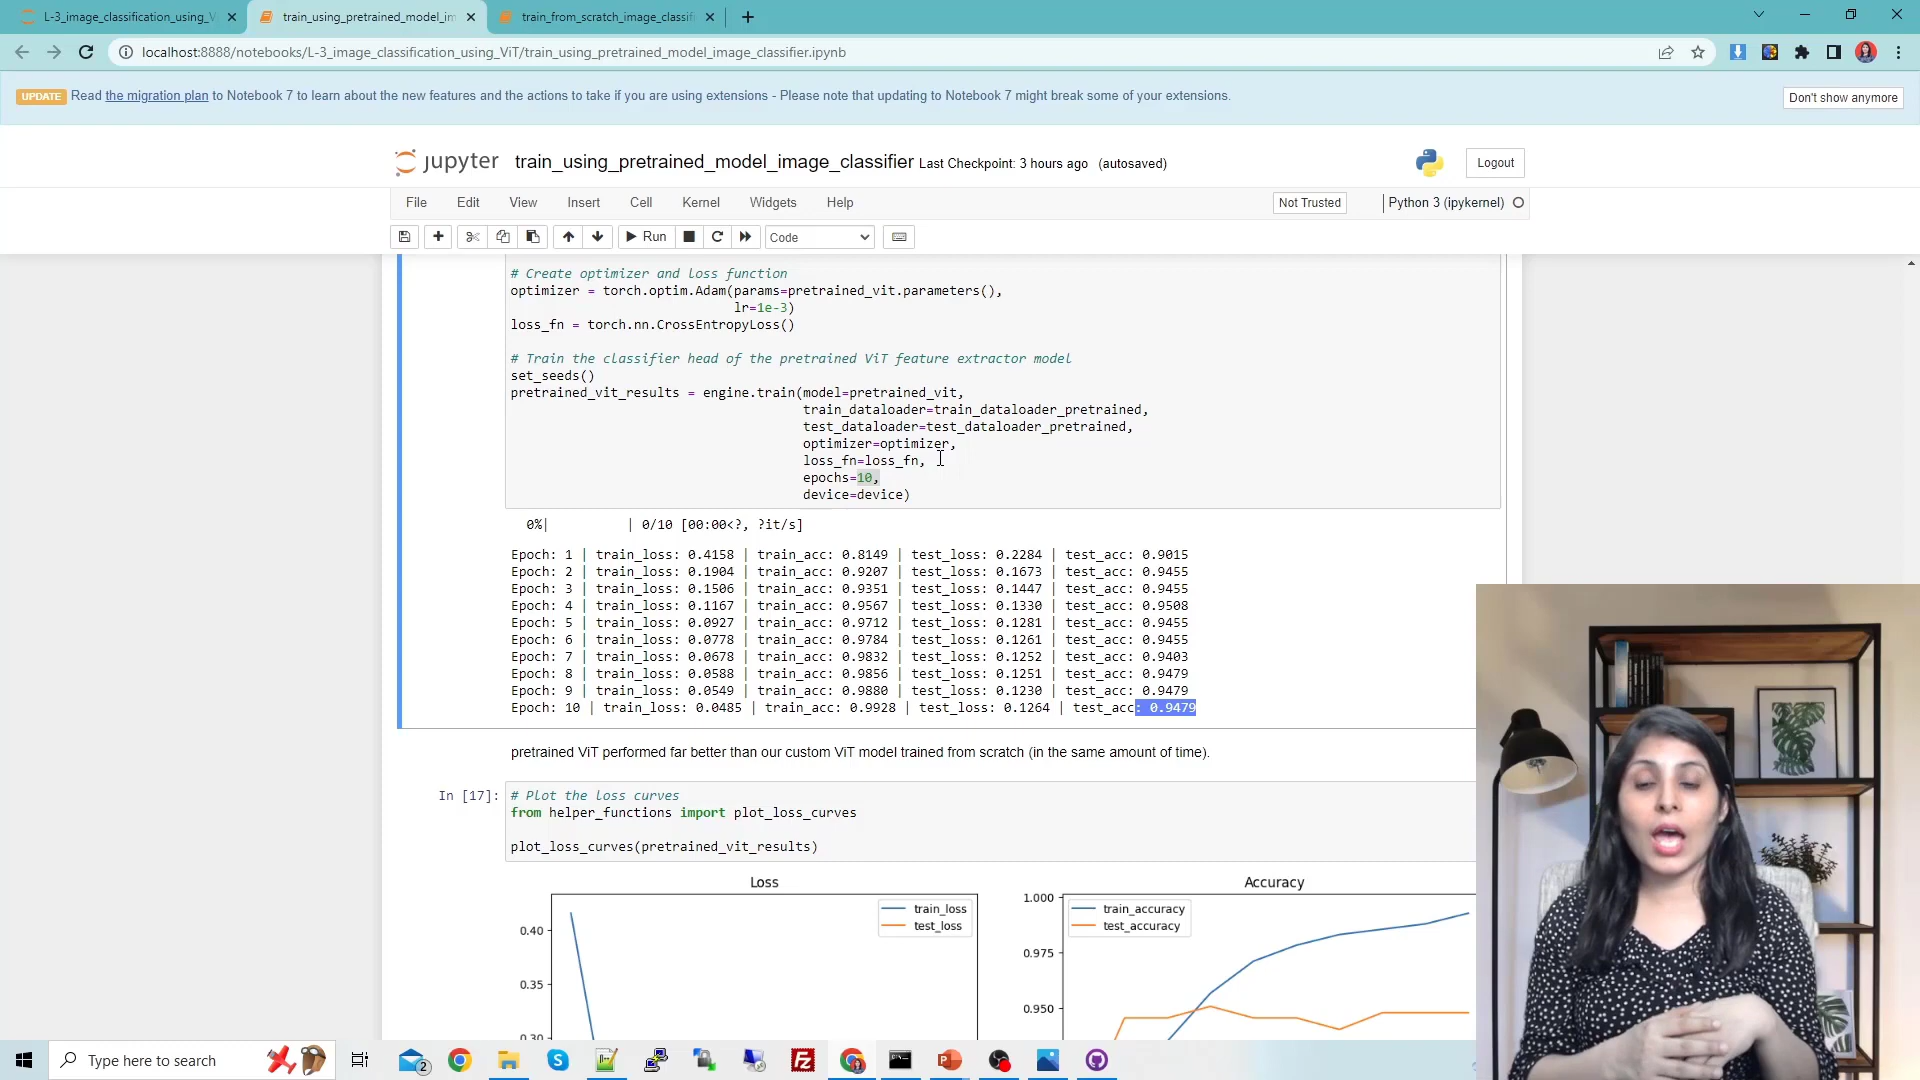 L-3_image_classification_using_V
train_using_pretrained_model_im
train_from_scratch_image_classifi
localhost:8888/notebooks/L-3_image_classification_using_ViT/train_using_pretrained_model_image_classifier.ipynb
UPDATE Read the migration plan to Notebook 7 to learn about the new features and the actions to take if you are using extensions - Please note that updating to Notebook 7 might break some of your extensions.
Don't show anymore
jupyter train_using_pretrained_model_image_classifier Last Checkpoint: 3 hours ago (autosaved)
Logout
File Edit View Insert Cell Kernel Widgets Help
Not Trusted
Python 3 (ipykernel)
Run
Code
# Create optimizer and loss function
optimizer = torch.optim.Adam(params=pretrained_vit.parameters(),
lr=1e-3)
loss_fn = torch.nn.CrossEntropyLoss()
# Train the classifier head of the pretrained ViT feature extractor model
set_seeds()
pretrained_vit_results = engine.train(model=pretrained_vit,
train_dataloader=train_dataloader_pretrained,
test_dataloader=test_dataloader_pretrained,
optimizer=optimizer,
loss_fn=loss_fn,
epochs=10,
device=device)
0%| | 0/10 [00:00<?, ?it/s]
Epoch: 1 | train_loss: 0.4158 | train_acc: 0.8149 | test_loss: 0.2284 | test_acc: 0.9015
Epoch: 2 | train_loss: 0.1904 | train_acc: 0.9207 | test_loss: 0.1673 | test_acc: 0.9455
Epoch: 3 | train_loss: 0.1506 | train_acc: 0.9351 | test_loss: 0.1447 | test_acc: 0.9455
Epoch: 4 | train_loss: 0.1167 | train_acc: 0.9567 | test_loss: 0.1330 | test_acc: 0.9508
Epoch: 5 | train_loss: 0.0927 | train_acc: 0.9712 | test_loss: 0.1281 | test_acc: 0.9455
Epoch: 6 | train_loss: 0.0778 | train_acc: 0.9784 | test_loss: 0.1261 | test_acc: 0.9455
Epoch: 7 | train_loss: 0.0678 | train_acc: 0.9832 | test_loss: 0.1252 | test_acc: 0.9403
Epoch: 8 | train_loss: 0.0588 | train_acc: 0.9856 | test_loss: 0.1251 | test_acc: 0.9479
Epoch: 9 | train_loss: 0.0549 | train_acc: 0.9880 | test_loss: 0.1230 | test_acc: 0.9479
Epoch: 10 | train_loss: 0.0485 | train_acc: 0.9928 | test_loss: 0.1264 | test_acc: 0.9479
pretrained ViT performed far better than our custom ViT model trained from scratch (in the same amount of time).
In [17]:
# Plot the loss curves
from helper_functions import plot_loss_curves
plot_loss_curves(pretrained_vit_results)
Loss
train_loss
test_loss
0.40
0.35
0.30
Accuracy
train_accuracy
test_accuracy
1.000
0.975
0.950
Type here to search
2